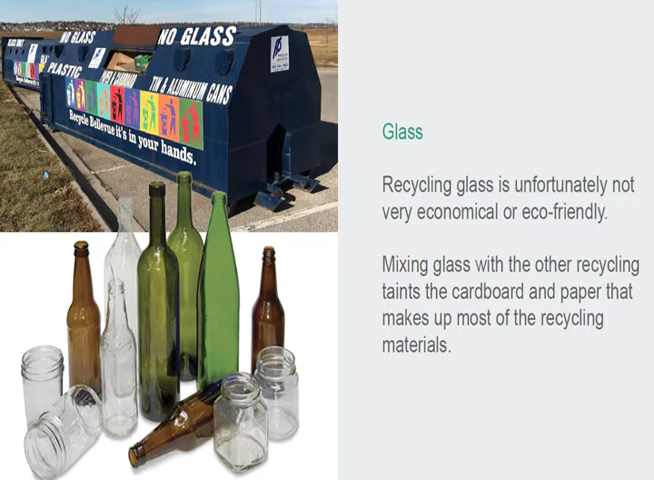 NO GLASS
NO GLASS
PLASTIC
PAPER & CARDBOARD
TIN & ALUMINUM CANS
Recycle Bellevue it's in your hands.
Glass
Recycling glass is unfortunately not
very economical or eco-friendly.
Mixing glass with the other recycling
taints the cardboard and paper that
makes up most of the recycling
materials.